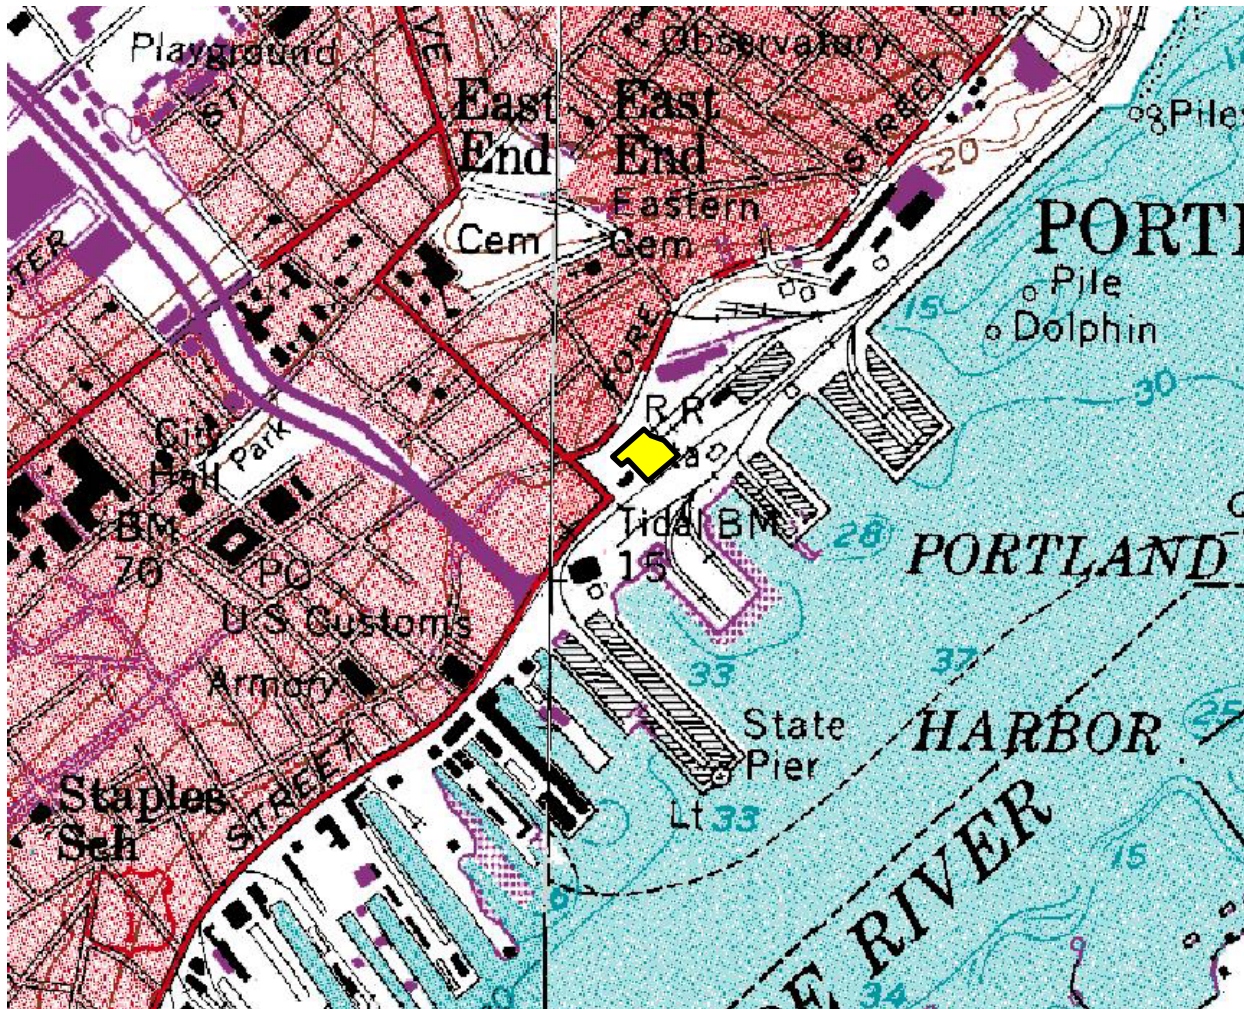 Playground
VE
ST
Observatory
East
End
East
End
STREET
20
Piles
Eastern
Cem
Cem
PORT
Pile
Dolphin
15
30
FORE
R R
City
Hall
Park
BM
70
PO
U S Customs
Armory
Tidal BM
15
28
PORTLAND
33
37
HARBOR
25
State
Pier
Lt
33
Staples
Sch
STREET
15
RIVER
34